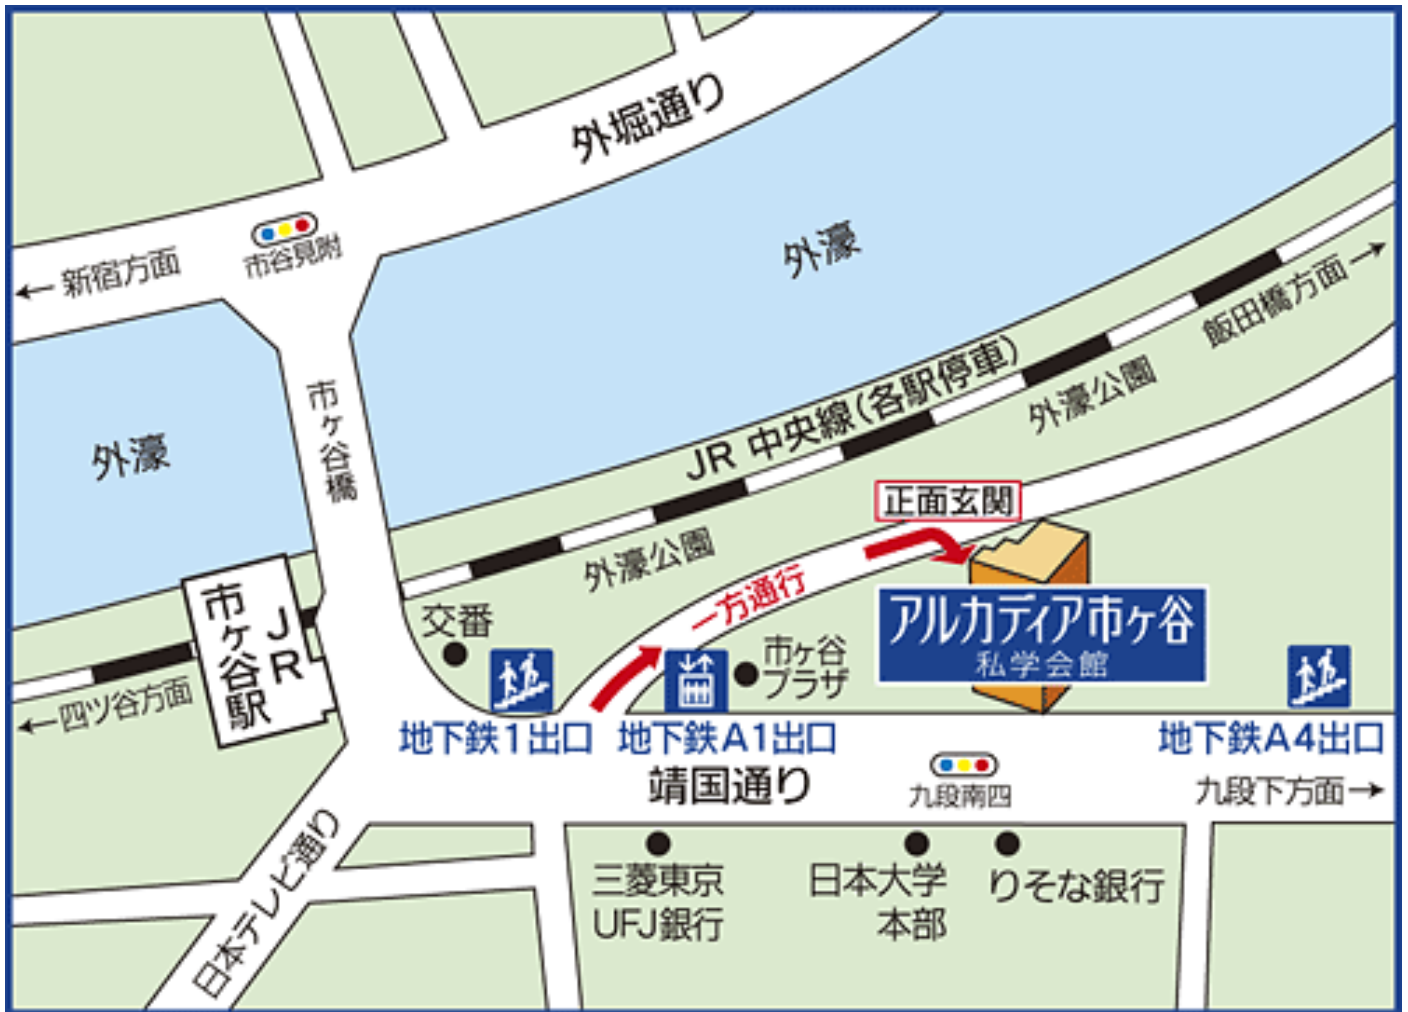 外堀通り
市谷見附
←新宿方面
外濠
飯田橋方面→
市ヶ谷橋
JR 中央線(各駅停車)
外濠公園
外濠
正面玄関
外濠公園
一方通行
アルカディア市ヶ谷
私学会館
JR
市ヶ谷駅
交番
市ヶ谷
プラザ
←四ツ谷方面
地下鉄1出口
地下鉄A1出口
地下鉄A4出口
靖国通り
九段南四
九段下方面→
日本テレビ通り
三菱東京
UFJ銀行
日本大学
本部
りそな銀行